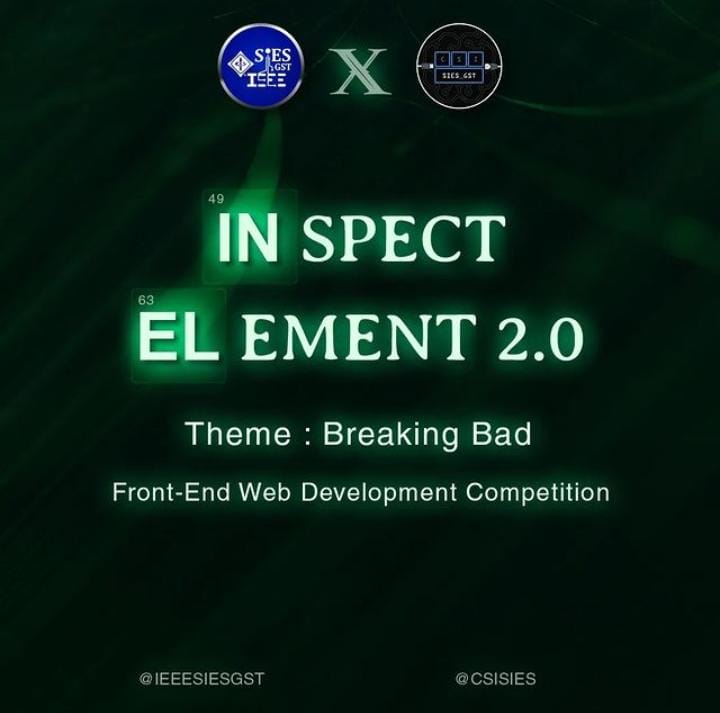 SIES
GST
IEEE
X
C S I
SIES_GST
49
IN SPECT
63
EL EMENT 2.0
Theme : Breaking Bad
Front-End Web Development Competition
@IEEESIESGST
@CSISIES